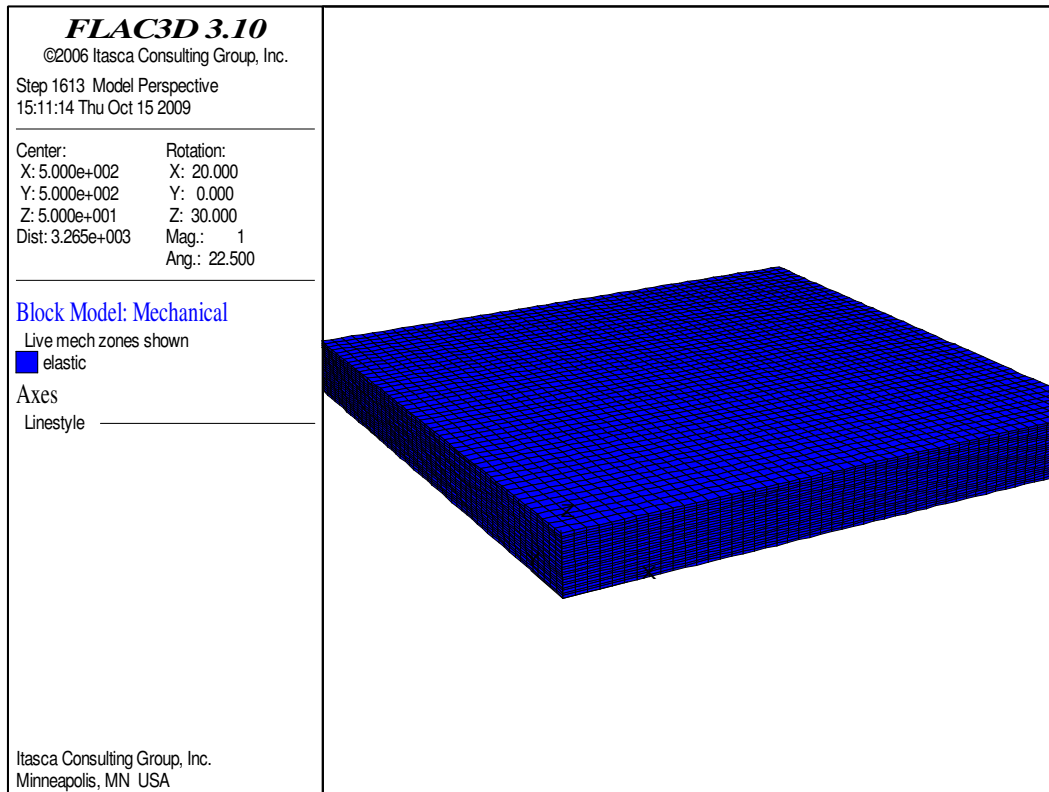 FLAC3D 3.10
©2006 Itasca Consulting Group, Inc.
Step 1613 Model Perspective
15:11:14 Thu Oct 15 2009
Center: Rotation:
X: 5.000e+002 X: 20.000
Y: 5.000e+002 Y: 0.000
Z: 5.000e+001 Z: 30.000
Dist: 3.265e+003 Mag.: 1
Ang.: 22.500
Block Model: Mechanical
Live mech zones shown
elastic
Axes
Linestyle
Z
X
Itasca Consulting Group, Inc.
Minneapolis, MN USA